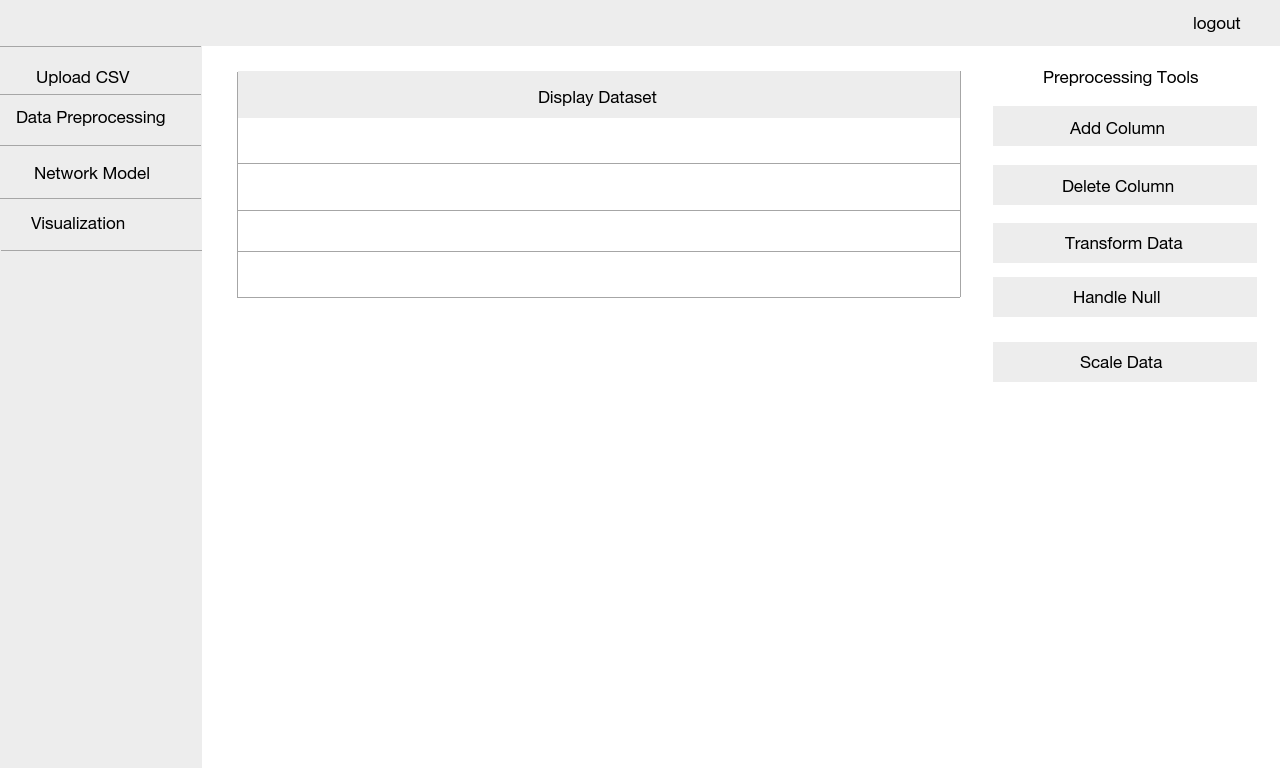 logout
Upload CSV
Data Preprocessing
Network Model
Visualization
Display Dataset
Preprocessing Tools
Add Column
Delete Column
Transform Data
Handle Null
Scale Data